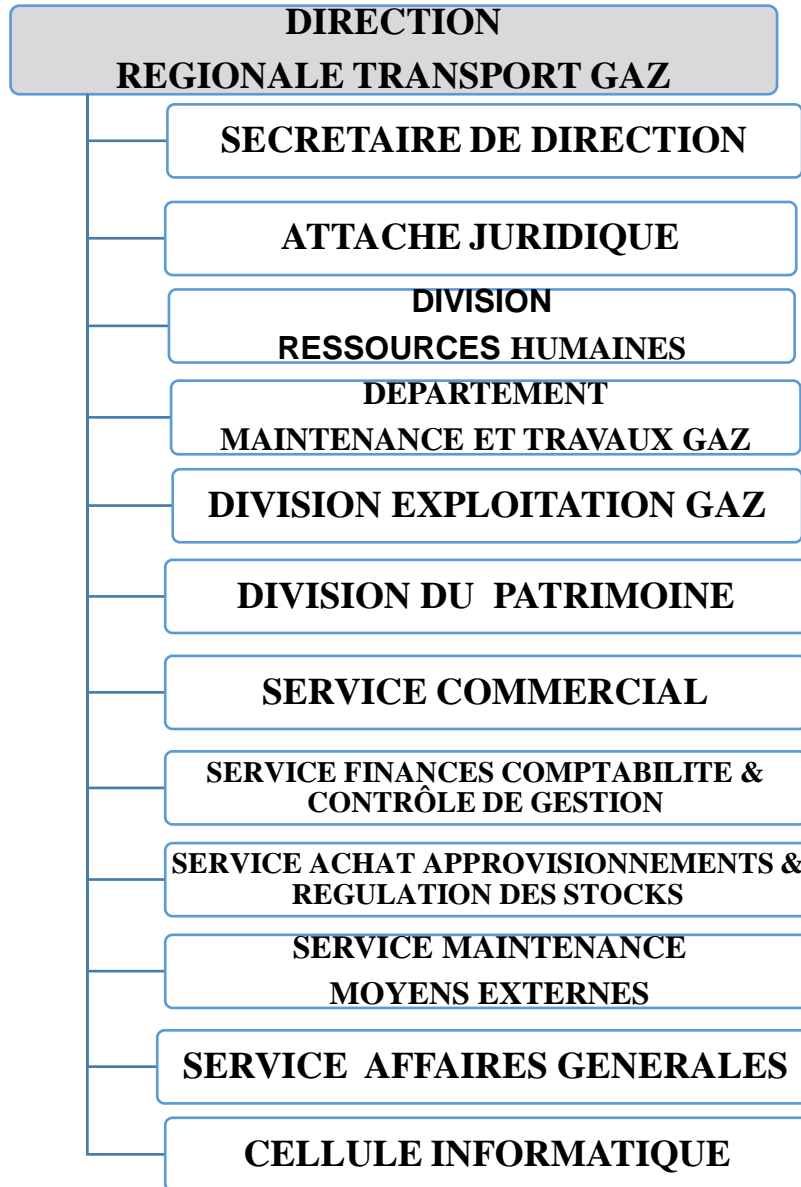 DIRECTION
REGIONALE TRANSPORT GAZ
SECRETAIRE DE DIRECTION
ATTACHE JURIDIQUE
DIVISION
RESSOURCES HUMAINES
DEPARTEMENT
MAINTENANCE ET TRAVAUX GAZ
DIVISION EXPLOITATION GAZ
DIVISION DU PATRIMOINE
SERVICE COMMERCIAL
SERVICE FINANCES COMPTABILITE &
CONTRÔLE DE GESTION
SERVICE ACHAT APPROVISIONNEMENTS &
REGULATION DES STOCKS
SERVICE MAINTENANCE
MOYENS EXTERNES
SERVICE AFFAIRES GENERALES
CELLULE INFORMATIQUE